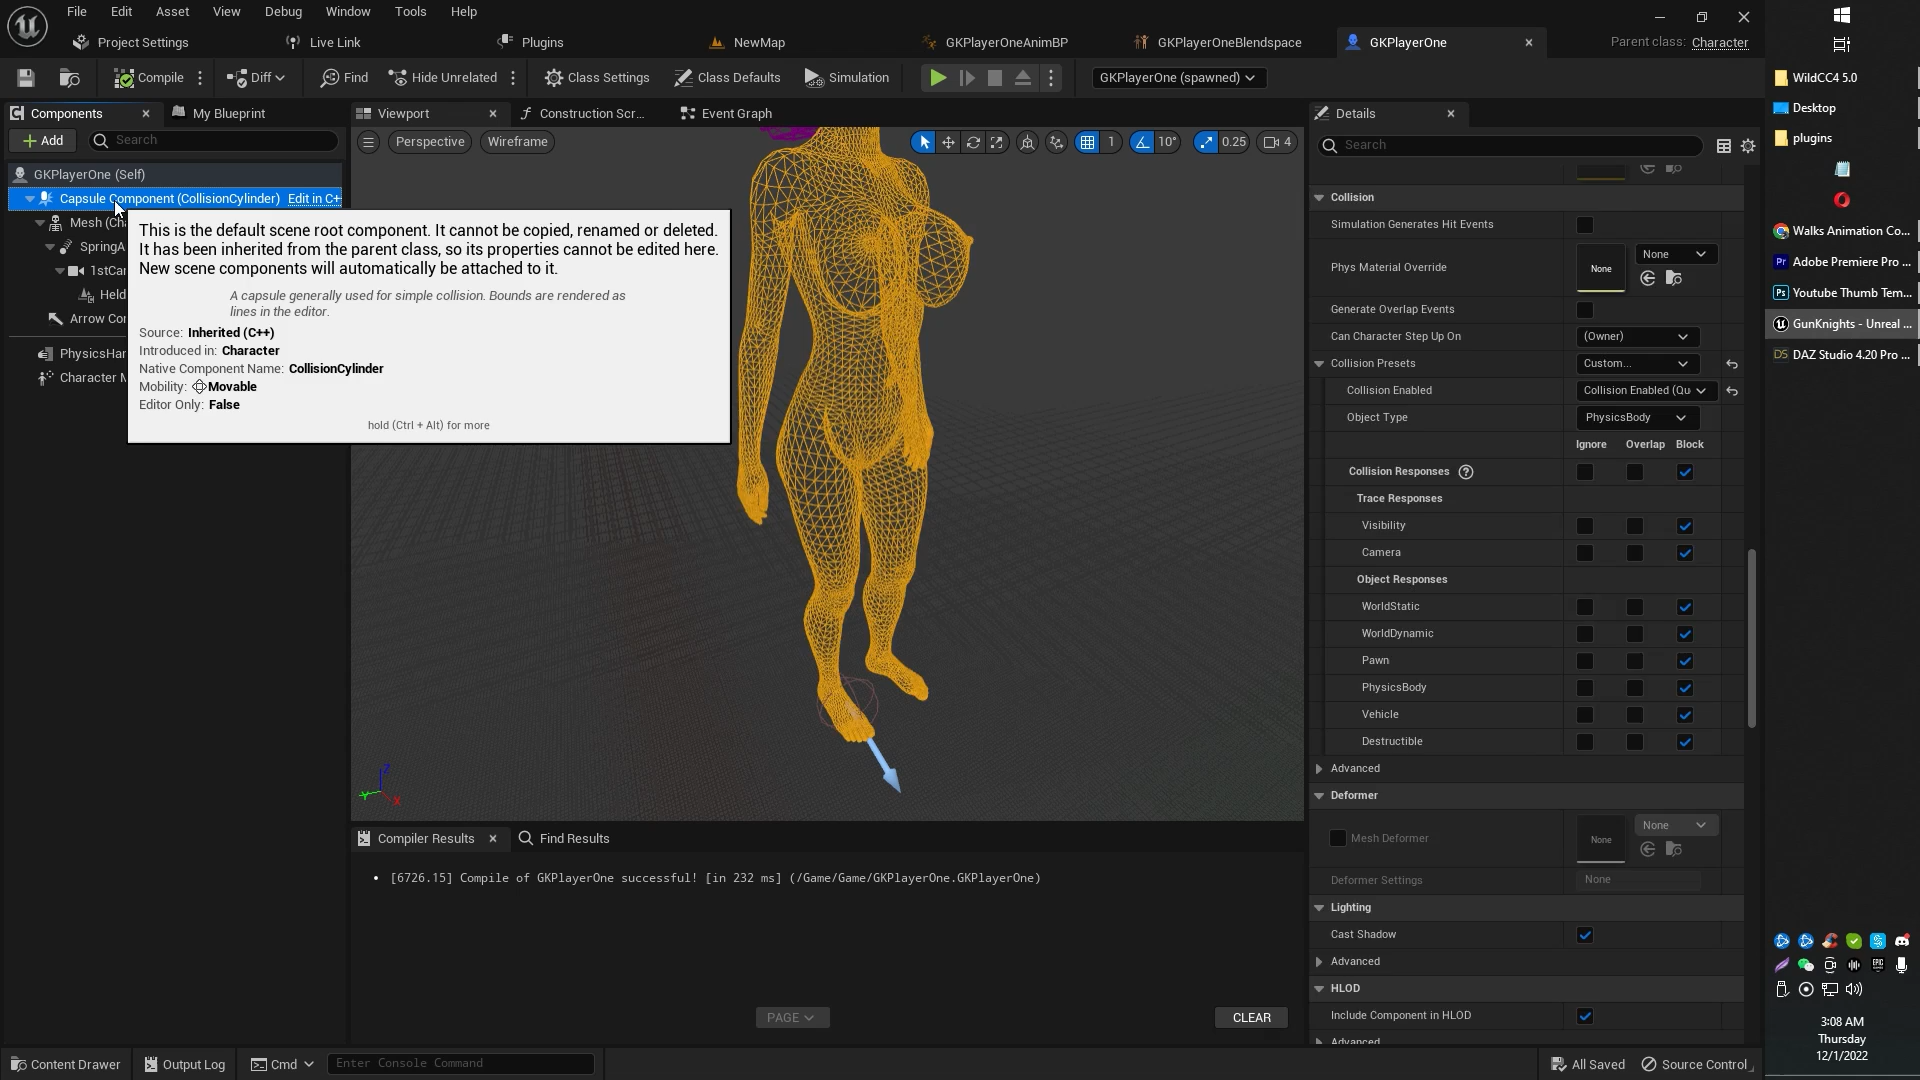 File Edit Asset View Debug Window Tools Help
Project Settings Live Link Plugins NewMap GKPlayerOneAnimBP GKPlayerOneBlendspace GKPlayerOne Parent class: Character
Compile Diff Find Hide Unrelated Class Settings Class Defaults Simulation GKPlayerOne (spawned)
Components My Blueprint Viewport Construction Scr... Event Graph Details
Add Search
Perspective Wireframe 1 10° 0.25 4
Search
GKPlayerOne (Self)
Capsule Component (CollisionCylinder) Edit in C+
Mesh (Cha
SpringA
1stCar
Held
Arrow Cor
PhysicsHar
Character M
This is the default scene root component. It cannot be copied, renamed or deleted.
It has been inherited from the parent class, so its properties cannot be edited here.
New scene components will automatically be attached to it.
A capsule generally used for simple collision. Bounds are rendered as
lines in the editor.
Source: Inherited (C++)
Introduced in: Character
Native Component Name: CollisionCylinder
Mobility: Movable
Editor Only: False
hold (Ctrl + Alt) for more
Z
Y
X
Compiler Results Find Results
• [6726.15] Compile of GKPlayerOne successful! [in 232 ms] (/Game/Game/GKPlayerOne.GKPlayerOne)
PAGE CLEAR
Collision
Simulation Generates Hit Events
Phys Material Override None None
Generate Overlap Events
Can Character Step Up On (Owner)
Collision Presets Custom...
Collision Enabled Collision Enabled (Qu
Object Type PhysicsBody
Ignore Overlap Block
Collision Responses ?
Trace Responses
Visibility
Camera
Object Responses
WorldStatic
WorldDynamic
Pawn
PhysicsBody
Vehicle
Destructible
Advanced
Deformer
Mesh Deformer None None
Deformer Settings None
Lighting
Cast Shadow
Advanced
HLOD
Include Component in HLOD
Advanced
Content Drawer Output Log Cmd Enter Console Command All Saved Source Control
WildCC4 5.0
Desktop
plugins
Walks Animation Co...
Pr Adobe Premiere Pro ...
Ps Youtube Thumb Tem...
GunKnights - Unreal ...
DS DAZ Studio 4.20 Pro ...
EPIC
3:08 AM
Thursday
12/1/2022